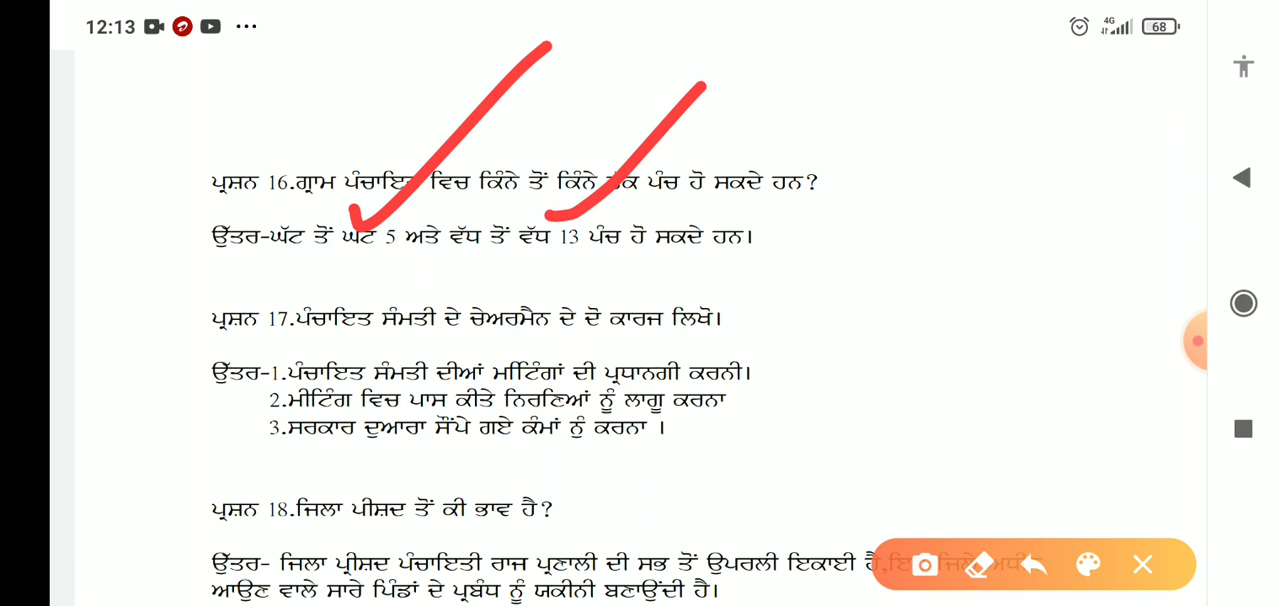 12:13
4G
68
ਪ੍ਰਸ਼ਨ 16.ਗ੍ਰਾਮ ਪੰਚਾਇਤ ਵਿਚ ਕਿੰਨੇ ਤੋਂ ਕਿੰਨੇ ਤੱਕ ਪੰਚ ਹੋ ਸਕਦੇ ਹਨ?
ਉੱਤਰ-ਘੱਟ ਤੋਂ ਘੱਟ 5 ਅਤੇ ਵੱਧ ਤੋਂ ਵੱਧ 13 ਪੰਚ ਹੋ ਸਕਦੇ ਹਨ।
ਪ੍ਰਸ਼ਨ 17.ਪੰਚਾਇਤ ਸੰਮਤੀ ਦੇ ਚੇਅਰਮੈਨ ਦੇ ਦੋ ਕਾਰਜ ਲਿਖੋ।
ਉੱਤਰ-1.ਪੰਚਾਇਤ ਸੰਮਤੀ ਦੀਆਂ ਦੀ ਪ੍ਰਧਾਨਗੀ ਕਰਨੀ।
2.ਮੀਟਿੰਗ ਵਿਚ ਪਾਸ ਕੀਤੇ ਨਿਰਣਿਆਂ ਨੂੰ ਲਾਗੂ ਕਰਨਾ
3.ਸਰਕਾਰ ਦੁਆਰਾ ਸੌਂਪੇ ਗਏ ਕੰਮਾਂ ਨੁੰ ਕਰਨਾ ।
ਪ੍ਰਸ਼ਨ 18.ਜਿਲਾ ਪੀਸ਼ਦ ਤੋਂ ਕੀ ਭਾਵ ਹੈ?
ਉੱਤਰ- ਜਿਲਾ ਪ੍ਰੀਸ਼ਦ ਪੰਚਾਇਤੀ ਰਾਜ ਪ੍ਰਣਾਲੀ ਦੀ ਸਭ ਤੋਂ ਉਪਰਲੀ ਇਕਾਈ ਹੈ,
ਆਉਣ ਵਾਲੇ ਸਾਰੇ ਪਿੰਡਾਂ ਦੇ ਪ੍ਰਬੰਧ ਨੂੰ ਯਕੀਨੀ ਬਣਾਉਂਦੀ ਹੈ।